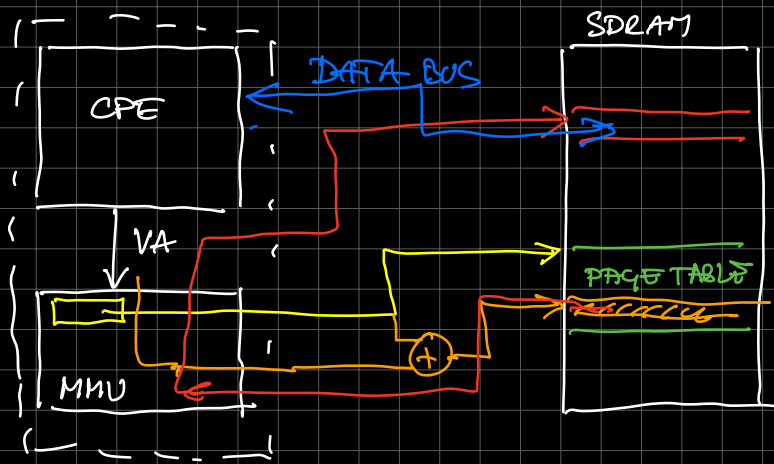 SDRAM
DATA BUS
CPE
VA
PAGE TABLE
+
MMU